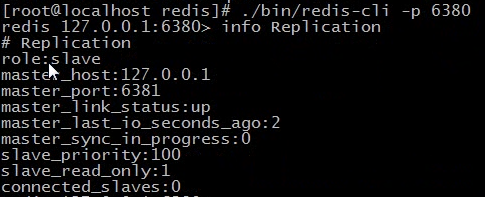 [root@localhost redis]# ./bin/redis-cli -p 6380
redis 127.0.0.1:6380> info Replication
# Replication
role:slave
master_host:127.0.0.1
master_port:6381
master_link_status:up
master_last_io_seconds_ago:2
master_sync_in_progress:0
slave_priority:100
slave_read_only:1
connected_slaves:0